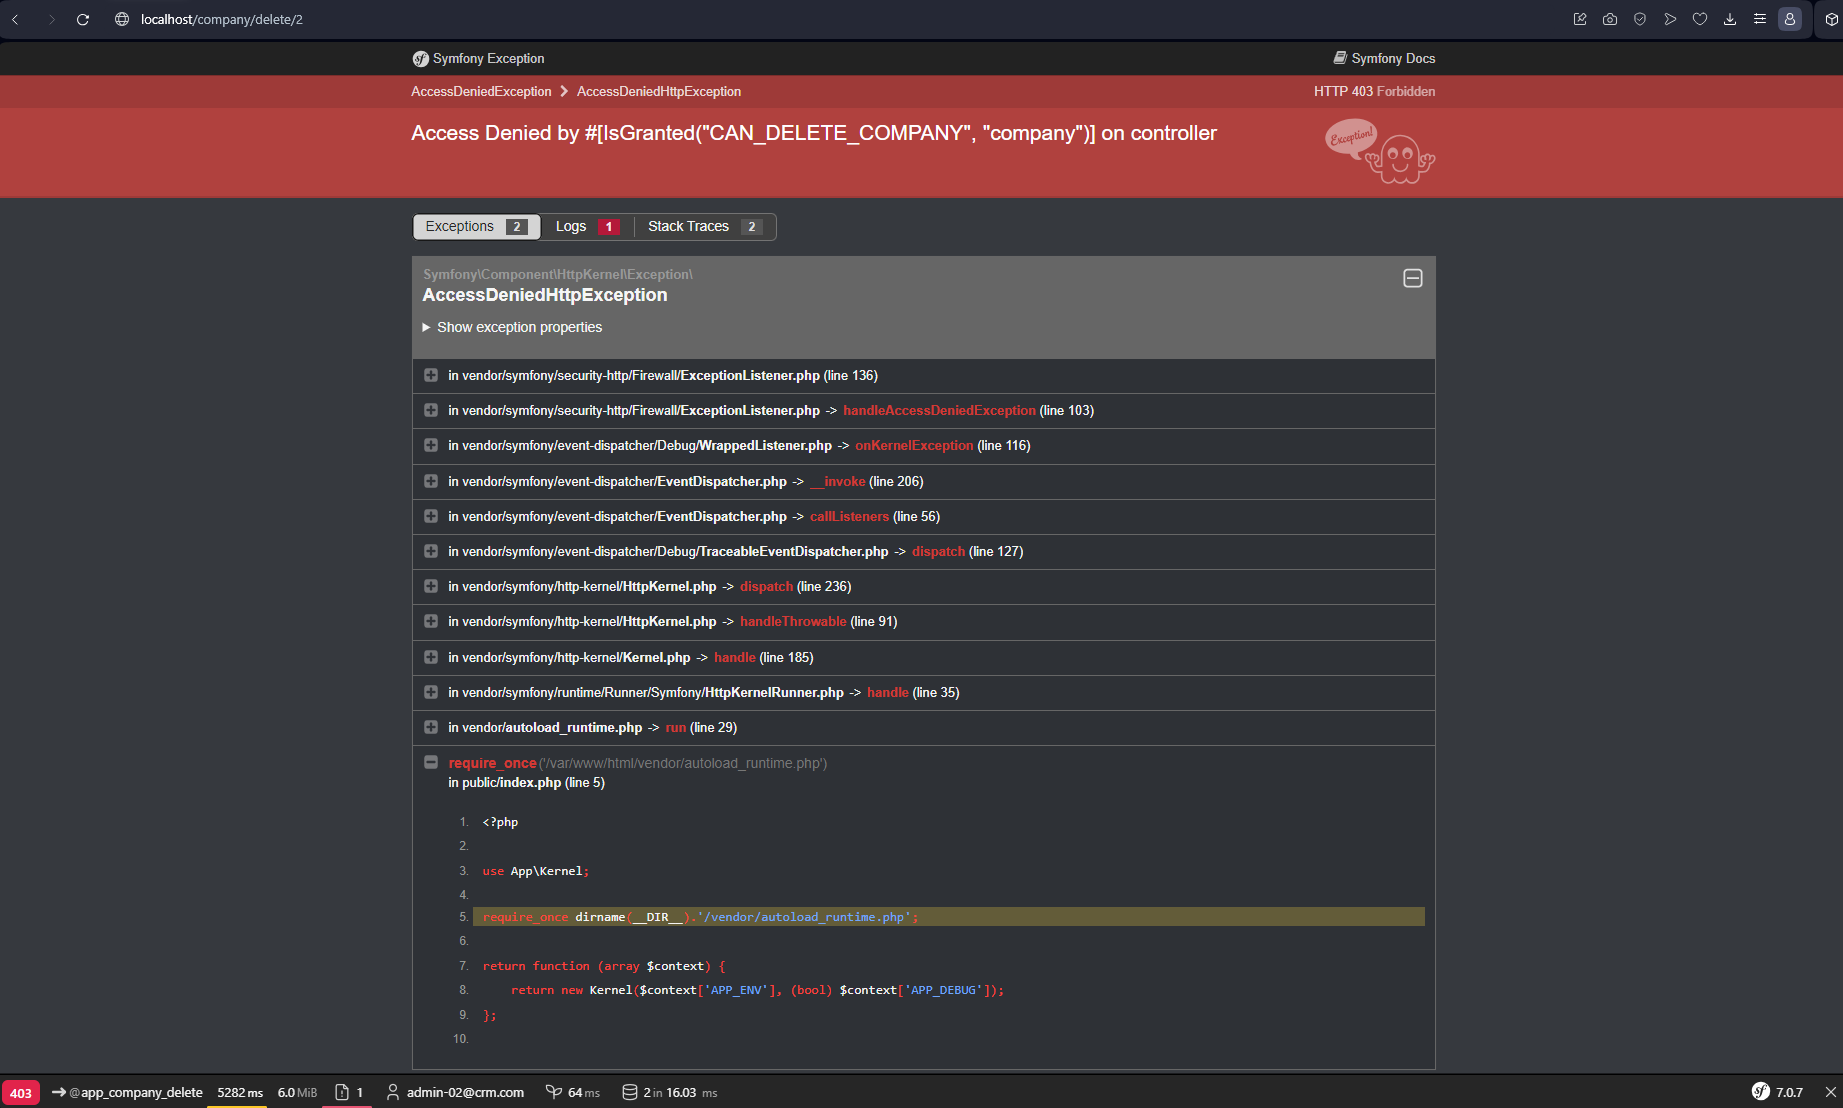 localhost/company/delete/2
Symfony Exception
Symfony Docs
AccessDeniedException
AccessDeniedHttpException
HTTP 403 Forbidden
Access Denied by #[IsGranted("CAN_DELETE_COMPANY", "company")] on controller
Exception!
Exceptions 2
Logs 1
Stack Traces 2
Symfony\Component\HttpKernel\Exception\
AccessDeniedHttpException
Show exception properties
in vendor/symfony/security-http/Firewall/ExceptionListener.php (line 136)
in vendor/symfony/security-http/Firewall/ExceptionListener.php -> handleAccessDeniedException (line 103)
in vendor/symfony/event-dispatcher/Debug/WrappedListener.php -> onKernelException (line 116)
in vendor/symfony/event-dispatcher/EventDispatcher.php -> __invoke (line 206)
in vendor/symfony/event-dispatcher/EventDispatcher.php -> callListeners (line 56)
in vendor/symfony/event-dispatcher/Debug/TraceableEventDispatcher.php -> dispatch (line 127)
in vendor/symfony/http-kernel/HttpKernel.php -> dispatch (line 236)
in vendor/symfony/http-kernel/HttpKernel.php -> handleThrowable (line 91)
in vendor/symfony/http-kernel/Kernel.php -> handle (line 185)
in vendor/symfony/runtime/Runner/Symfony/HttpKernelRunner.php -> handle (line 35)
in vendor/autoload_runtime.php -> run (line 29)
require_once('/var/www/html/vendor/autoload_runtime.php')
in public/index.php (line 5)
1. <?php
2.
3. use App\Kernel;
4.
5. require_once dirname(__DIR__).'/vendor/autoload_runtime.php';
6.
7. return function (array $context) {
8.     return new Kernel($context['APP_ENV'], (bool) $context['APP_DEBUG']);
9. };
10.
403 @app_company_delete 5282 ms 6.0 MiB 1 admin-02@crm.com 64 ms 2 in 16.03 ms 7.0.7